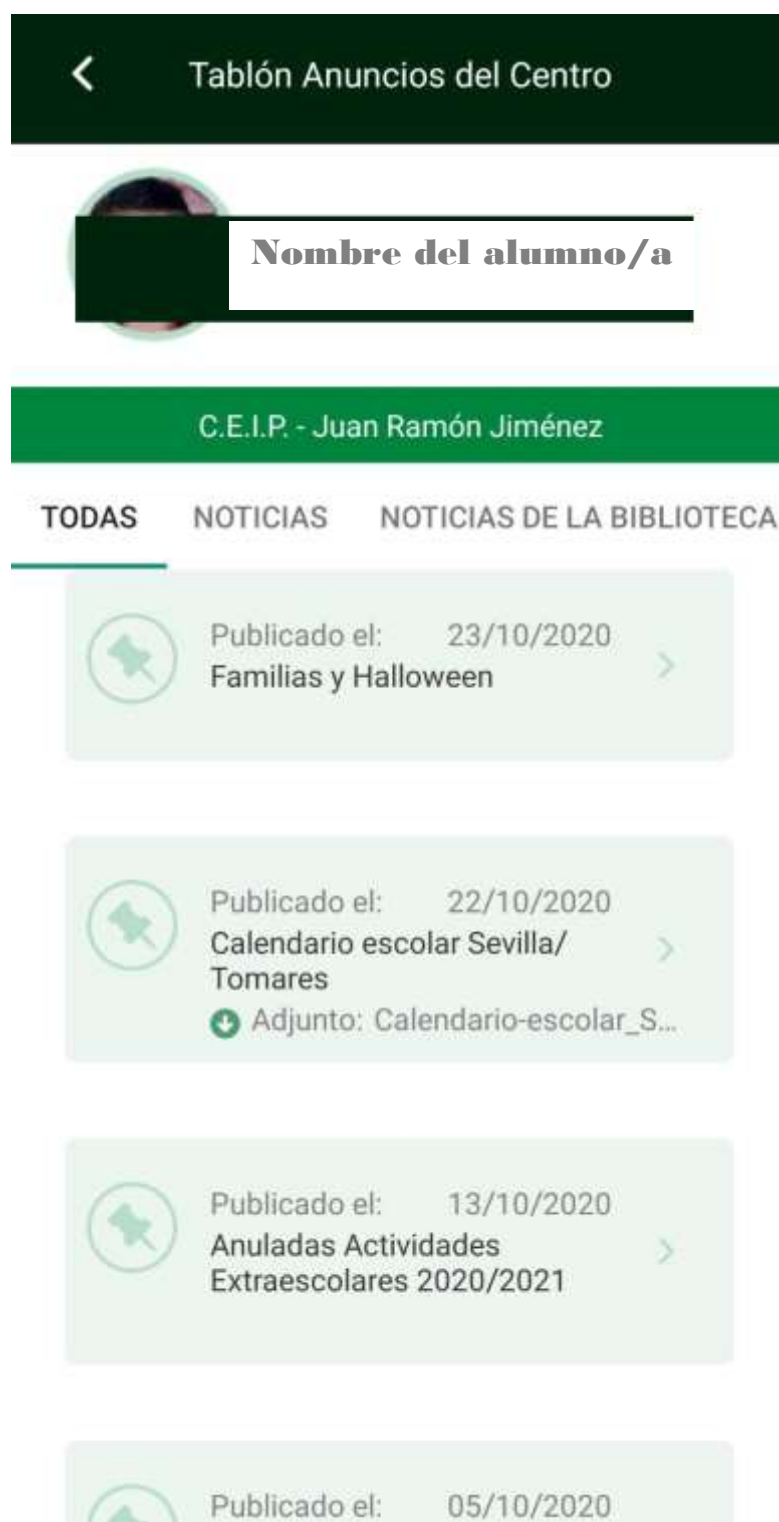 Tablón Anuncios del Centro
Nombre del alumno/a
C.E.I.P. - Juan Ramón Jiménez
TODAS NOTICIAS NOTICIAS DE LA BIBLIOTECA
Publicado el: 23/10/2020
Familias y Halloween
Publicado el: 22/10/2020
Calendario escolar Sevilla/
Tomares
Adjunto: Calendario-escolar_S...
Publicado el: 13/10/2020
Anuladas Actividades
Extraescolares 2020/2021
Publicado el: 05/10/2020